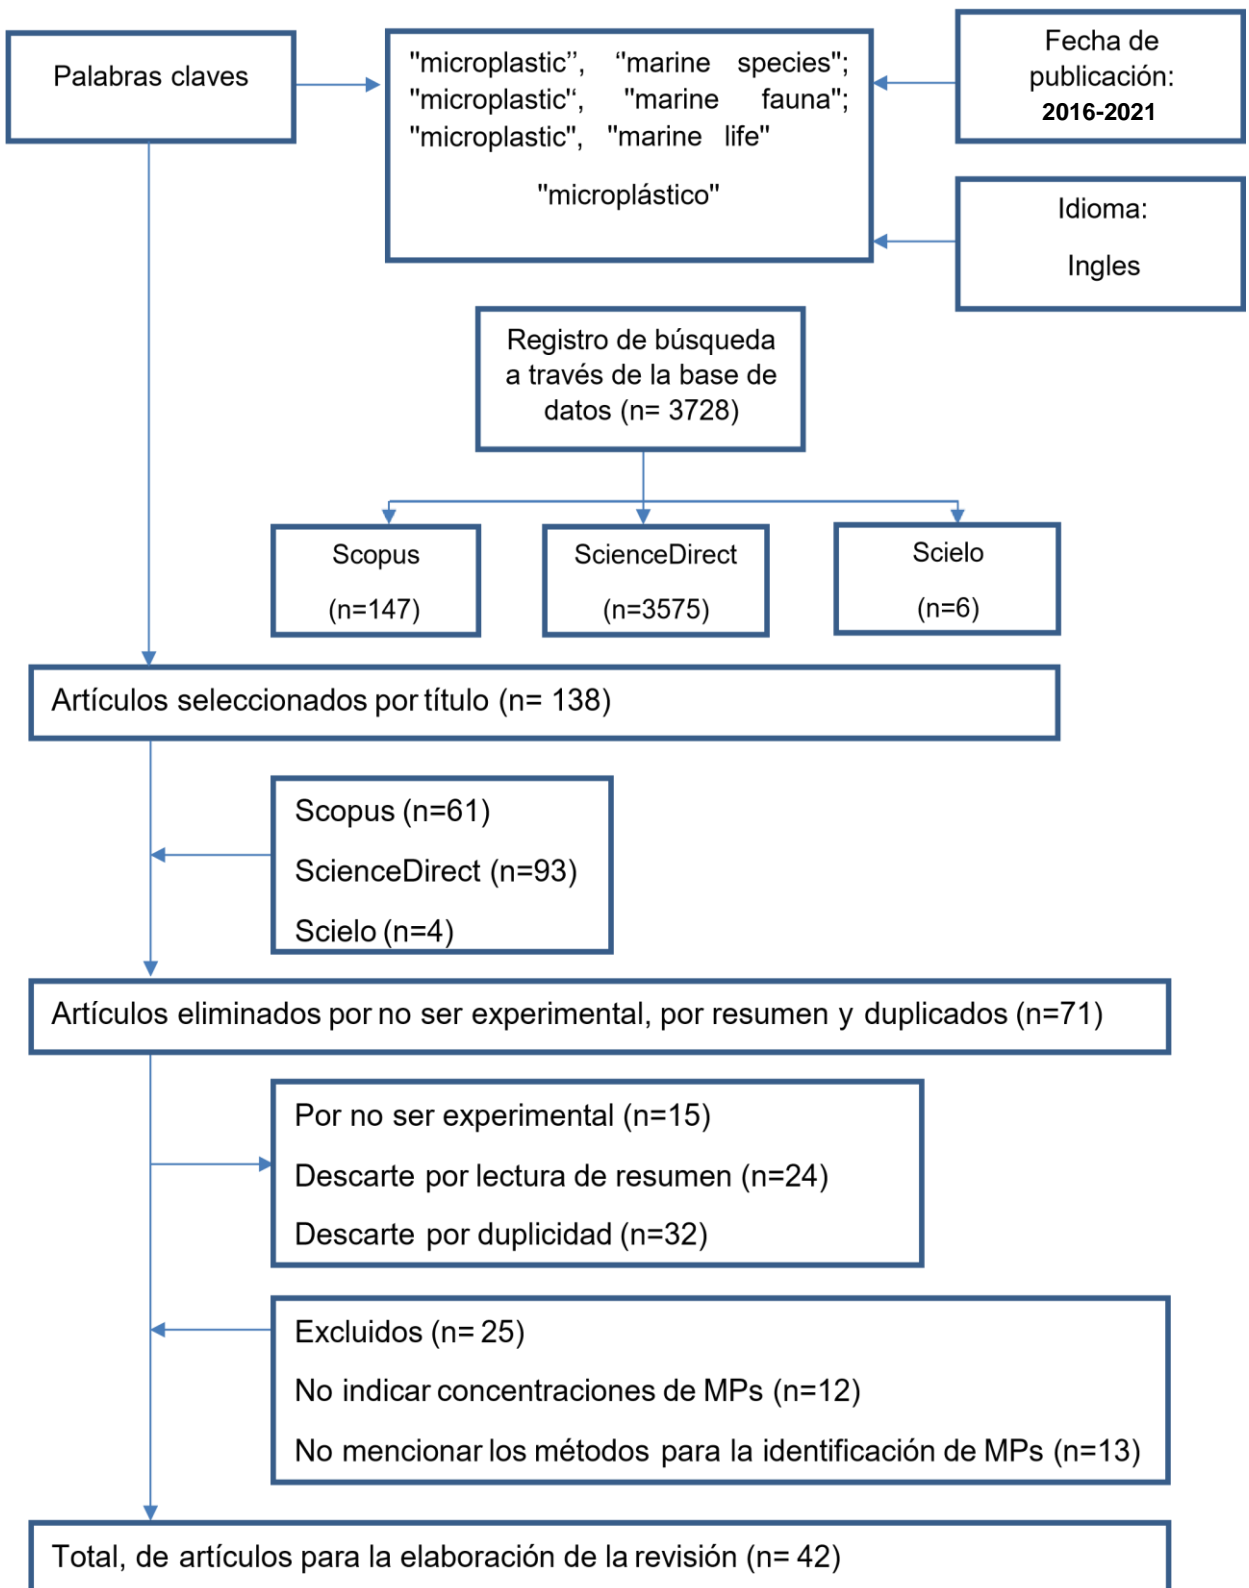 Palabras claves
"microplastic", "marine species";
"microplastic", "marine fauna";
"microplastic", "marine life"
"microplástico"
Fecha de
publicación:
2016-2021
Idioma:
Ingles
Registro de búsqueda
a través de la base de
datos (n= 3728)
Scopus
(n=147)
ScienceDirect
(n=3575)
Scielo
(n=6)
Artículos seleccionados por título (n= 138)
Scopus (n=61)
ScienceDirect (n=93)
Scielo (n=4)
Artículos eliminados por no ser experimental, por resumen y duplicados (n=71)
Por no ser experimental (n=15)
Descarte por lectura de resumen (n=24)
Descarte por duplicidad (n=32)
Excluidos (n= 25)
No indicar concentraciones de MPs (n=12)
No mencionar los métodos para la identificación de MPs (n=13)
Total, de artículos para la elaboración de la revisión (n= 42)